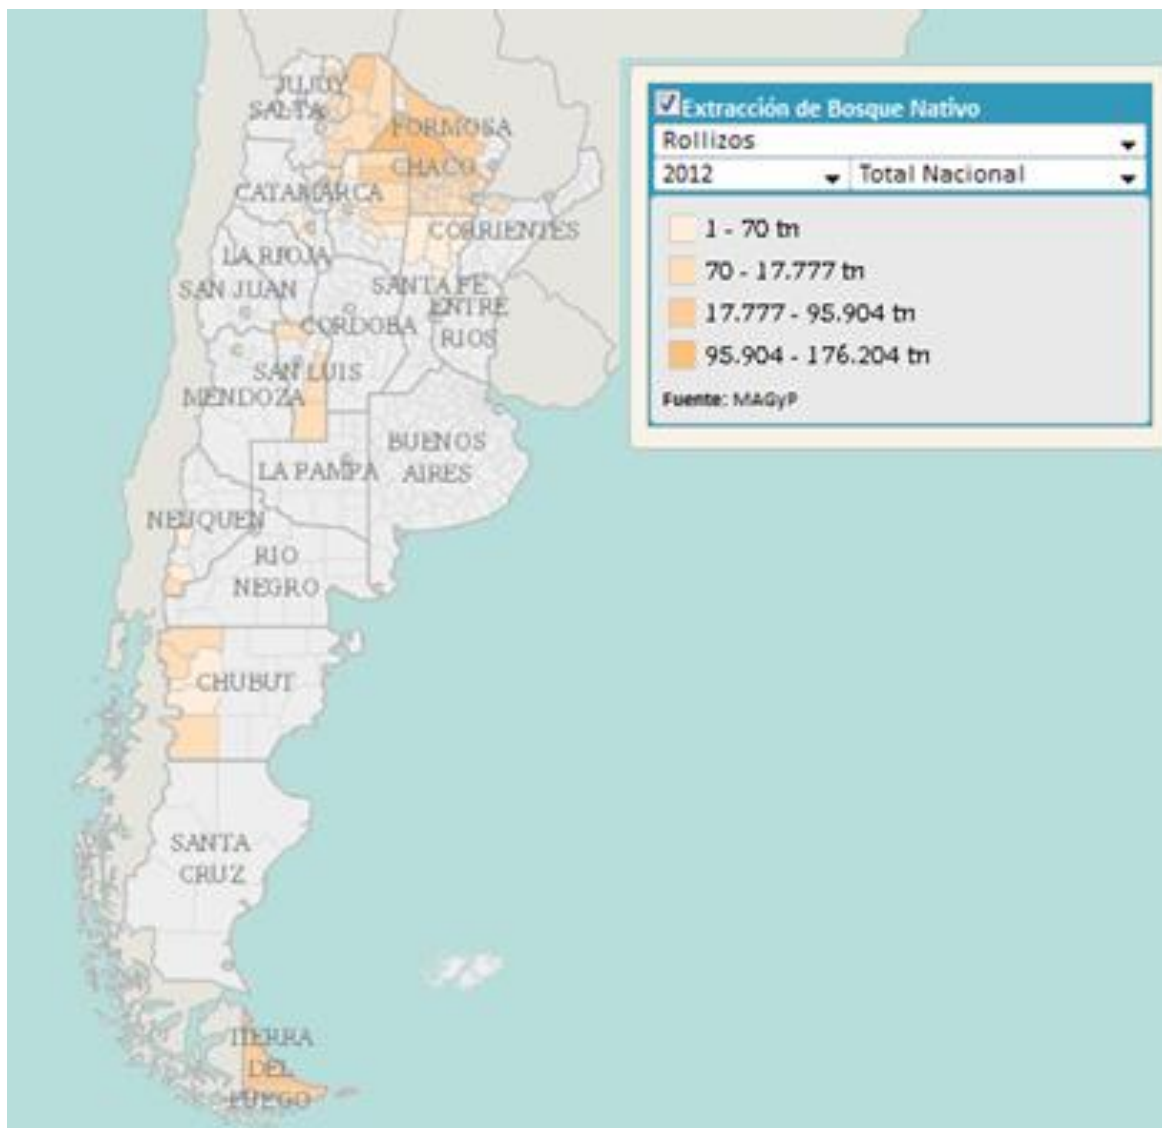 JUJUY
SALTA
FORMOSA
CHACO
CATAMARCA
CORRIENTES
LA RIOJA
SAN JUAN
SANTA FE
ENTRE
RIOS
CORDOBA
SAN LUIS
MENDOZA
BUENOS
AIRES
LA PAMPA
NEUQUEN
RIO
NEGRO
CHUBUT
SANTA
CRUZ
TIERRA
DEL
FUEGO
Extracción de Bosque Nativo
Rollizos
2012 Total Nacional
1 - 70 tn
70 - 17.777 tn
17.777 - 95.904 tn
95.904 - 176.204 tn
Fuente: MAGyP